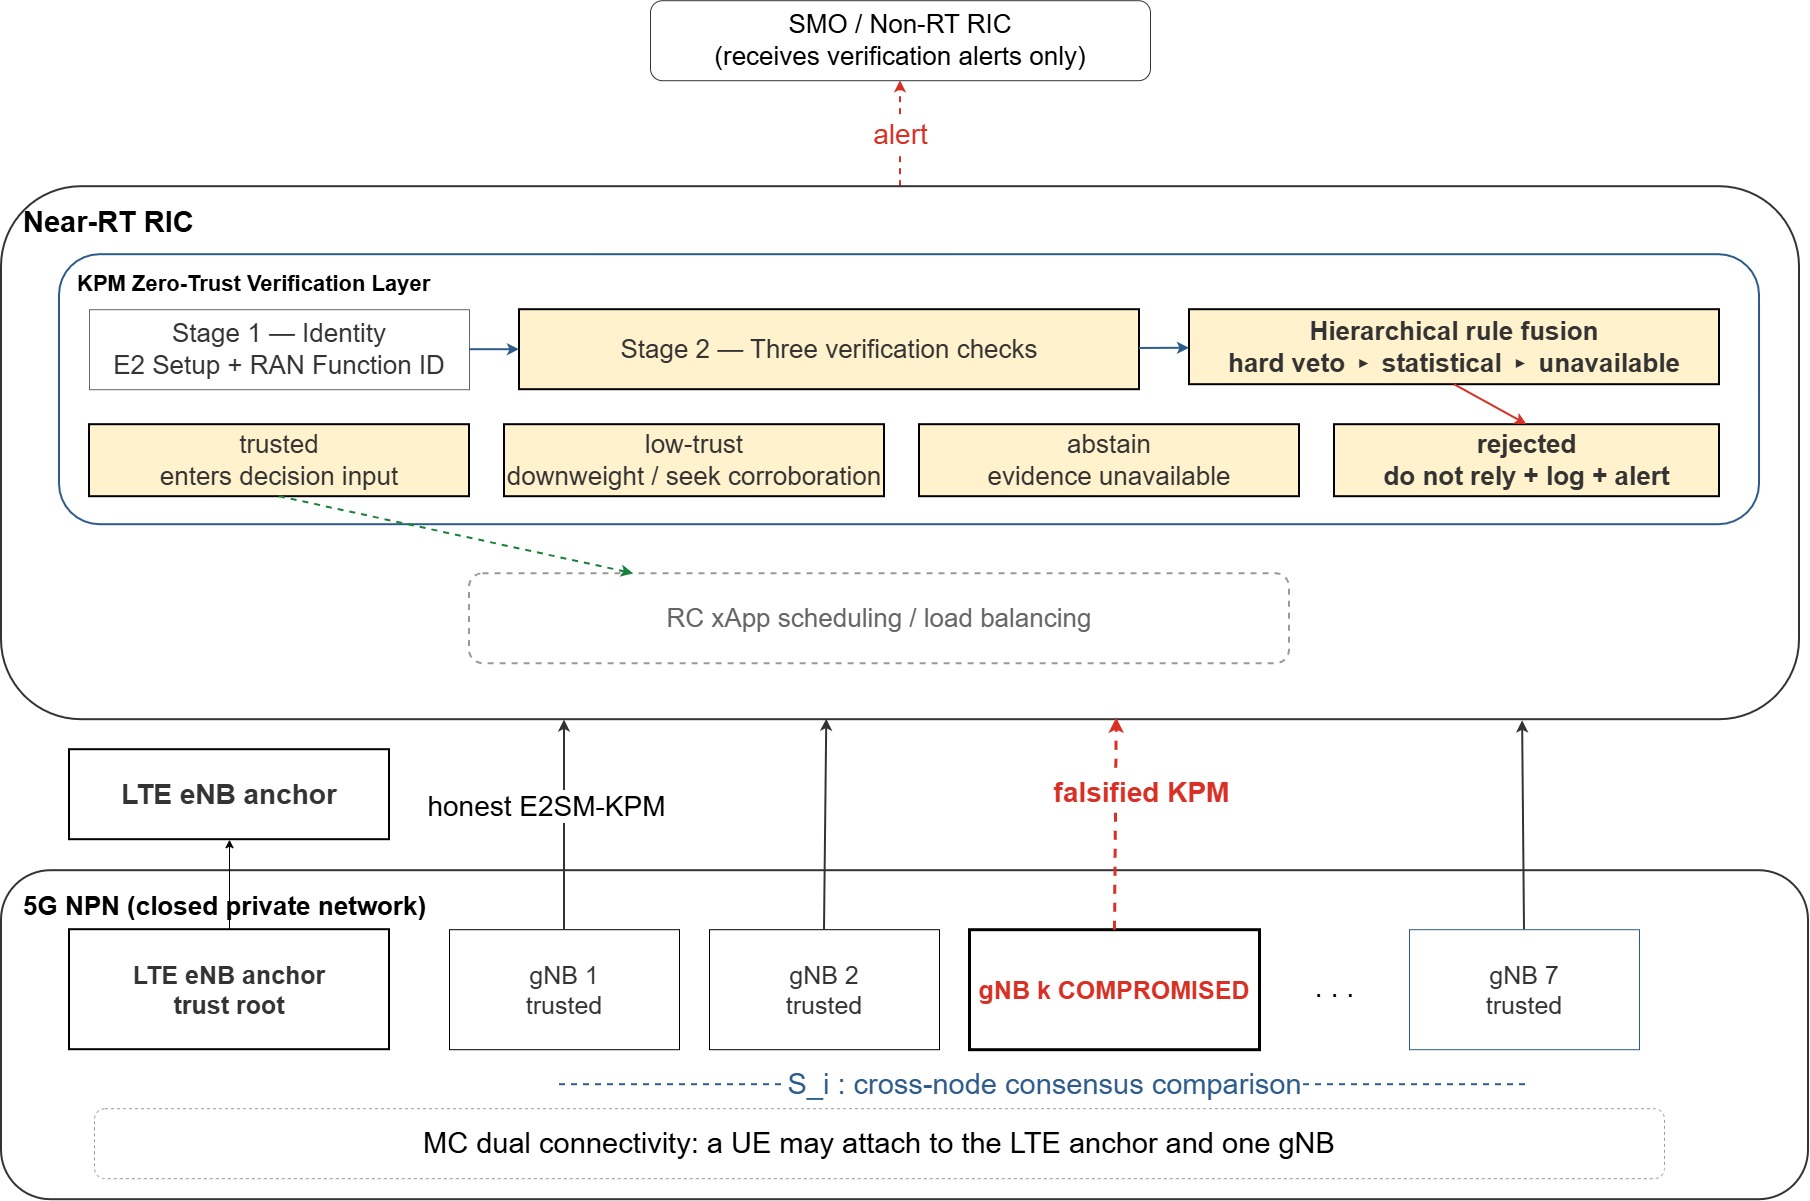 SMO / Non-RT RIC
(receives verification alerts only)
alert
Near-RT RIC
KPM Zero-Trust Verification Layer
Stage 1 — Identity
E2 Setup + RAN Function ID
Stage 2 — Three verification checks
Hierarchical rule fusion
hard veto ▸ statistical ▸ unavailable
trusted
enters decision input
low-trust
downweight / seek corroboration
abstain
evidence unavailable
rejected
do not rely + log + alert
RC xApp scheduling / load balancing
LTE eNB anchor
honest E2SM-KPM
falsified KPM
5G NPN (closed private network)
LTE eNB anchor
trust root
gNB 1
trusted
gNB 2
trusted
gNB k COMPROMISED
. . .
gNB 7
trusted
S_i : cross-node consensus comparison
MC dual connectivity: a UE may attach to the LTE anchor and one gNB